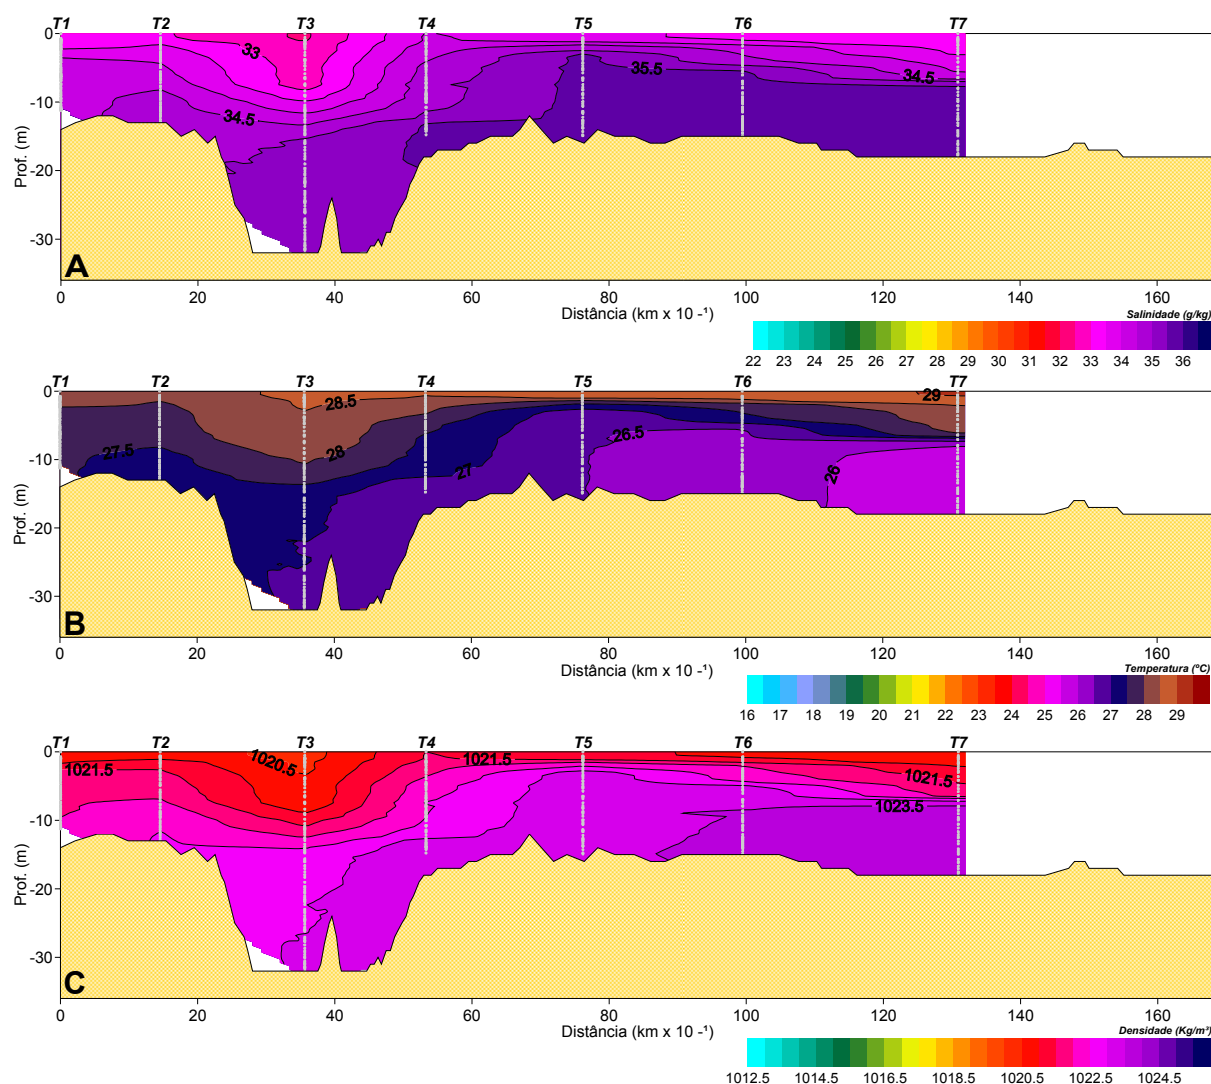 T1 T2 T3 T4 T5 T6 T7
0
33
35.5
34.5
-10
34.5
Prof. (m)
-20
-30
A
0 20 40 60 80 100 120 140 160
Distância (km x 10 -¹)
Salinidade (g/kg)
22 23 24 25 26 27 28 29 30 31 32 33 34 35 36
T1 T2 T3 T4 T5 T6 T7
0
29
28.5
26.5
27.5
28
-10
27
26
Prof. (m)
-20
-30
B
0 20 40 60 80 100 120 140 160
Distância (km x 10 -¹)
Temperatura (ºC)
16 17 18 19 20 21 22 23 24 25 26 27 28 29
T1 T2 T3 T4 T5 T6 T7
0
1020.5
1021.5
1021.5
1021.5
1023.5
-10
Prof. (m)
-20
-30
C
0 20 40 60 80 100 120 140 160
Distância (km x 10 -¹)
Densidade (Kg/m³)
1012.5 1014.5 1016.5 1018.5 1020.5 1022.5 1024.5